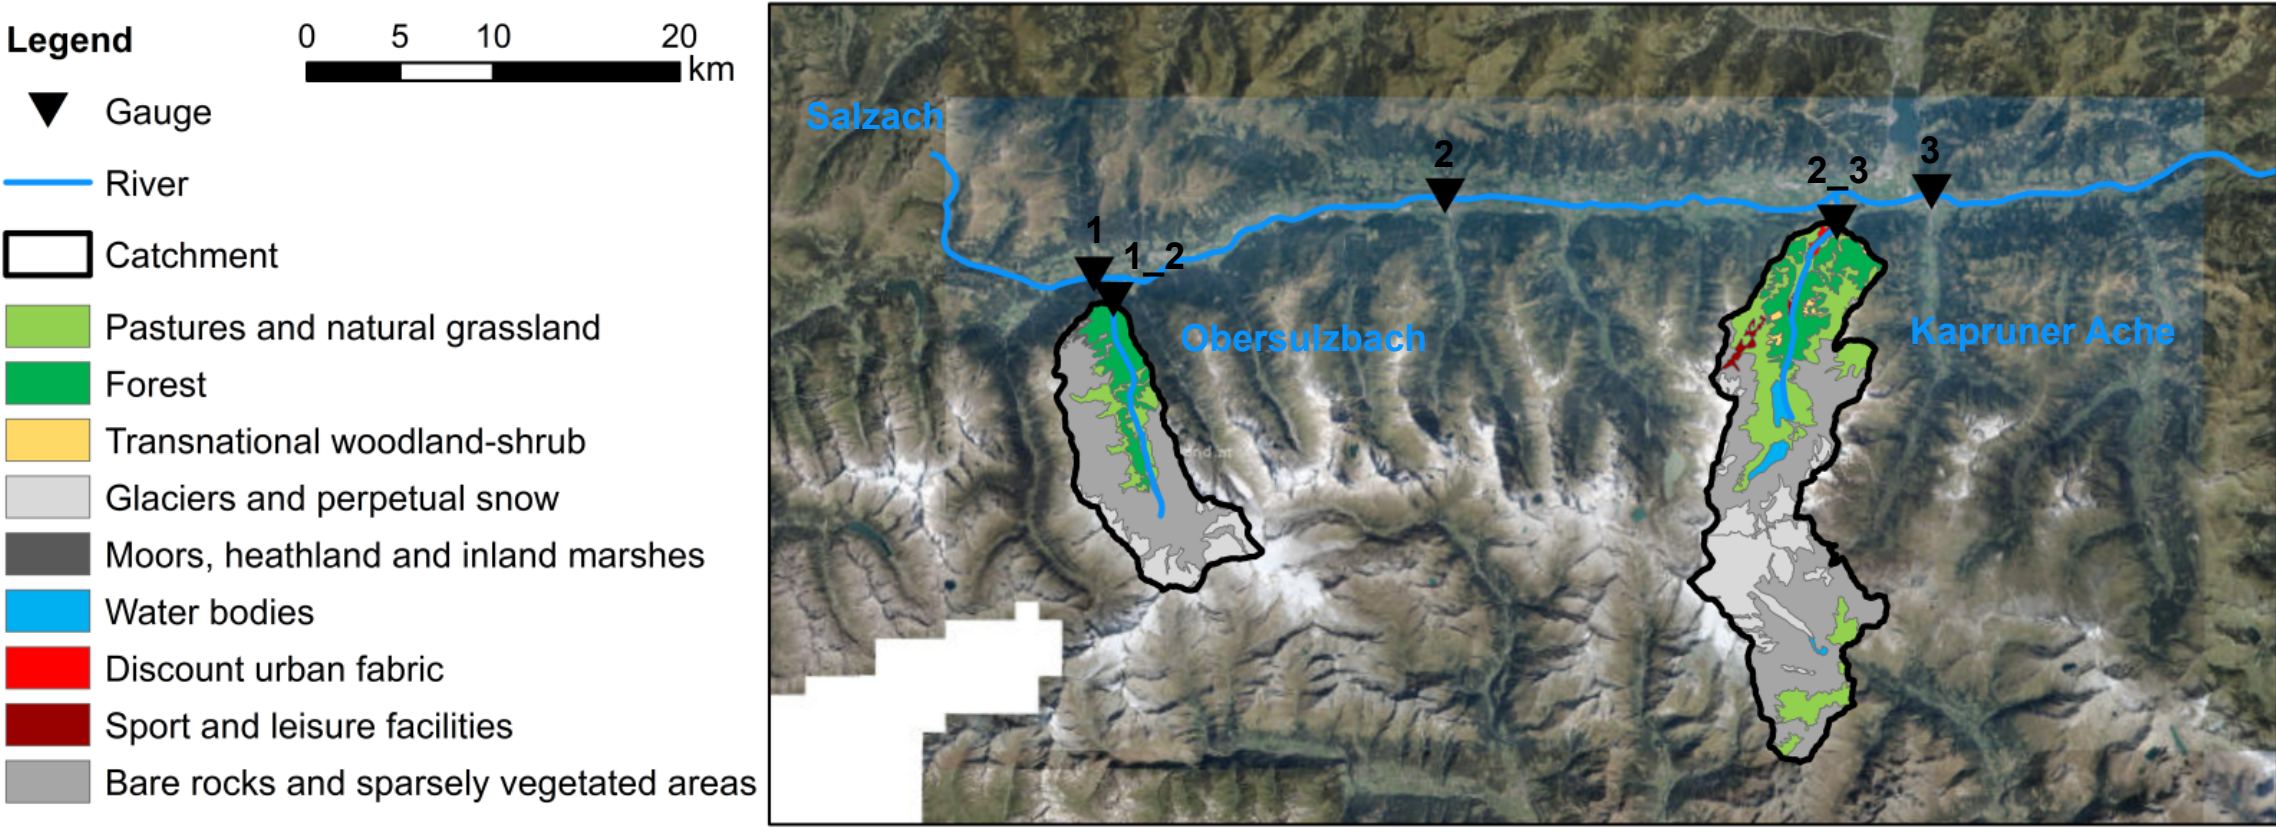 Legend
0 5 10 20
km
Gauge
River
Catchment
Pastures and natural grassland
Forest
Transnational woodland-shrub
Glaciers and perpetual snow
Moors, heathland and inland marshes
Water bodies
Discount urban fabric
Sport and leisure facilities
Bare rocks and sparsely vegetated areas
Salzach
2
2_3
3
1
1_2
Obersulzbach
Kapruner Ache